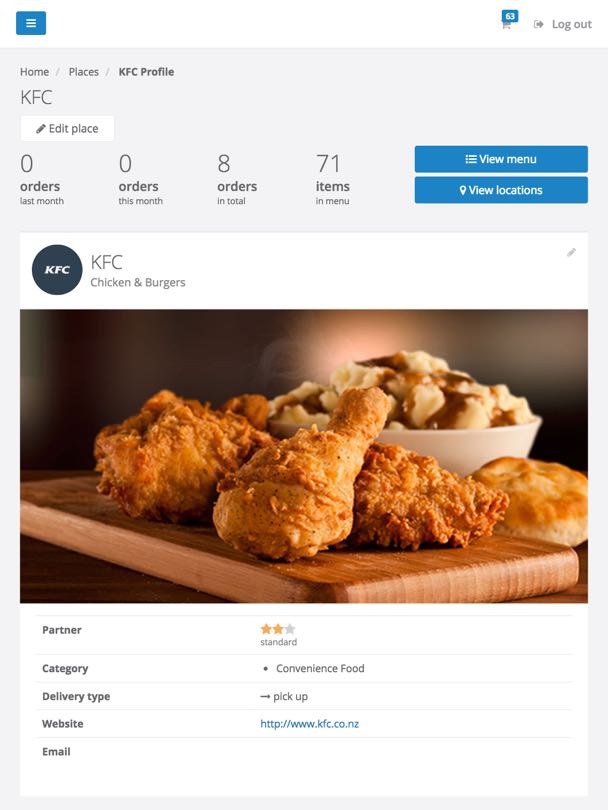 63
Log out
Home / Places / KFC Profile
KFC
Edit place
0 0 8 71
orders orders orders items
last month this month in total in menu
View menu
View locations
KFC
KFC
Chicken & Burgers
Partner
standard
Category • Convenience Food
Delivery type → pick up
Website http://www.kfc.co.nz
Email